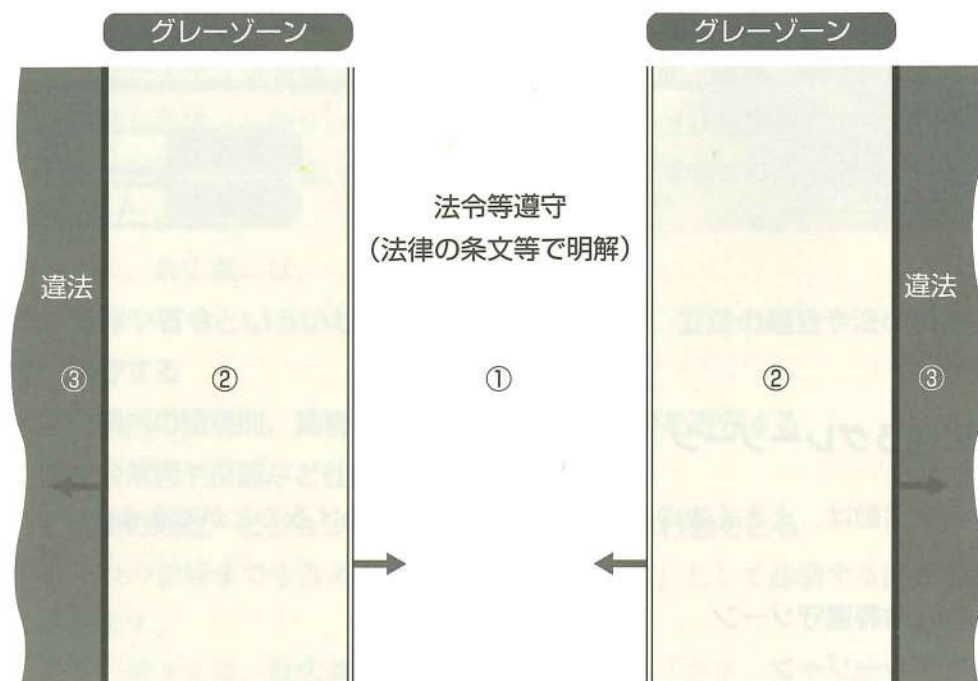 グレーゾーン
グレーゾーン
法令等遵守
(法律の条文等で明解)
違法
違法
③
②
①
②
③